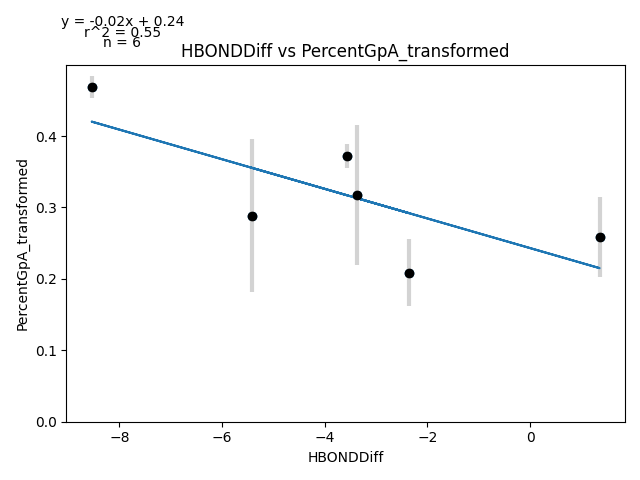 y = -0.02x + 0.24
r^2 = 0.55
n = 6
HBONDDiff vs PercentGpA_transformed
PercentGpA_transformed
0.4
0.3
0.2
0.1
0.0
−8
−6
−4
−2
0
HBONDDiff